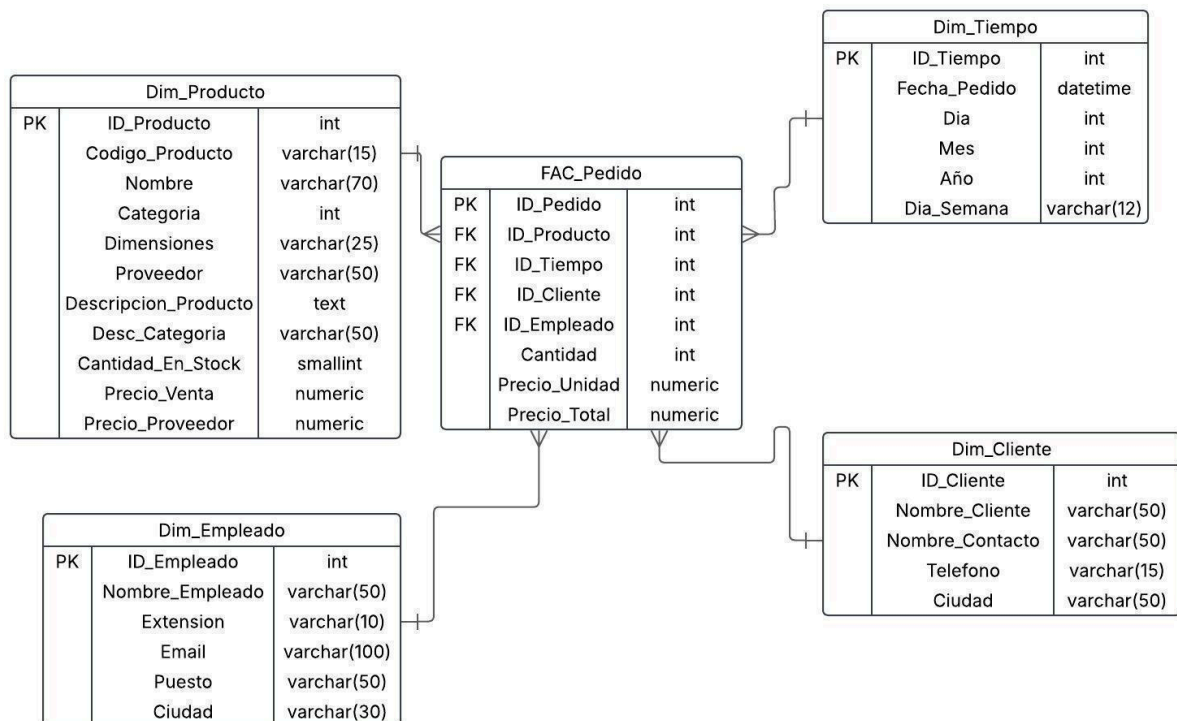 Dim_Producto
PK ID_Producto int
Codigo_Producto varchar(15)
Nombre varchar(70)
Categoria int
Dimensiones varchar(25)
Proveedor varchar(50)
Descripcion_Producto text
Desc_Categoria varchar(50)
Cantidad_En_Stock smallint
Precio_Venta numeric
Precio_Proveedor numeric
FAC_Pedido
PK ID_Pedido int
FK ID_Producto int
FK ID_Tiempo int
FK ID_Cliente int
FK ID_Empleado int
Cantidad int
Precio_Unidad numeric
Precio_Total numeric
Dim_Tiempo
PK ID_Tiempo int
Fecha_Pedido datetime
Dia int
Mes int
Año int
Dia_Semana varchar(12)
Dim_Empleado
PK ID_Empleado int
Nombre_Empleado varchar(50)
Extension varchar(10)
Email varchar(100)
Puesto varchar(50)
Ciudad varchar(30)
Dim_Cliente
PK ID_Cliente int
Nombre_Cliente varchar(50)
Nombre_Contacto varchar(50)
Telefono varchar(15)
Ciudad varchar(50)